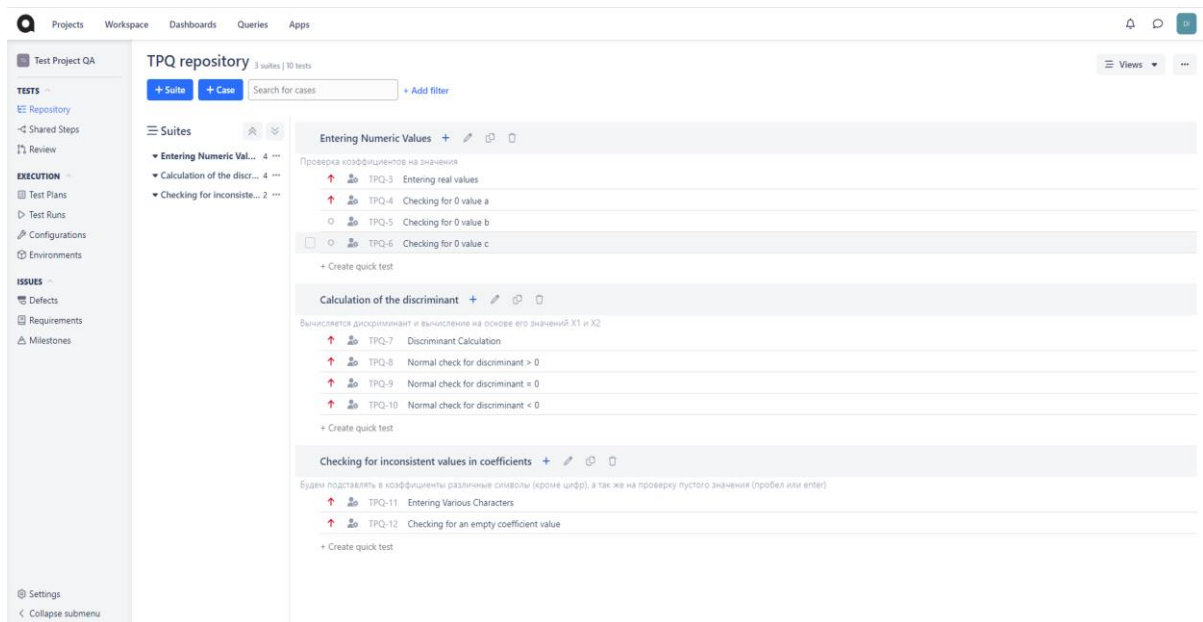 Projects Workspace Dashboards Queries Apps
Test Project QA
TESTS
Repository
Shared Steps
Review
EXECUTION
Test Plans
Test Runs
Configurations
Environments
ISSUES
Defects
Requirements
Milestones
Settings
Collapse submenu
TPQ repository 3 suites | 10 tests
Views
+ Suite + Case Search for cases + Add filter
Suites
Entering Numeric Val... 4 ...
Calculation of the discr... 4 ...
Checking for inconsiste... 2 ...
Entering Numeric Values
Проверка коэффициентов на значения
TPQ-3 Entering real values
TPQ-4 Checking for 0 value a
TPQ-5 Checking for 0 value b
TPQ-6 Checking for 0 value c
+ Create quick test
Calculation of the discriminant
Вычисляется дискриминант и вычисление на основе его значений X1 и X2
TPQ-7 Discriminant Calculation
TPQ-8 Normal check for discriminant > 0
TPQ-9 Normal check for discriminant = 0
TPQ-10 Normal check for discriminant < 0
+ Create quick test
Checking for inconsistent values in coefficients
Будем подставлять в коэффициенты различные символы (кроме цифр), а так же на проверку пустого значения (пробел или enter)
TPQ-11 Entering Various Characters
TPQ-12 Checking for an empty coefficient value
+ Create quick test